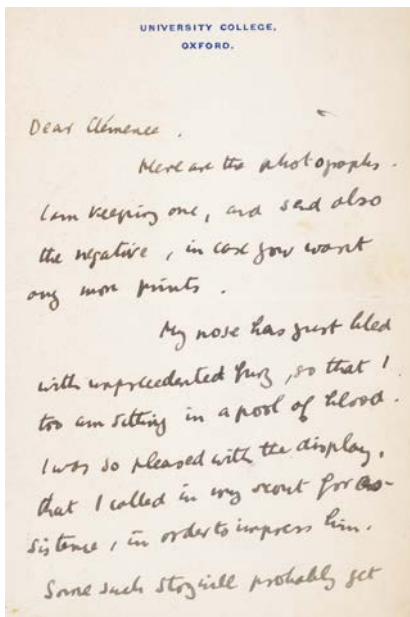 UNIVERSITY COLLEGE,
OXFORD.
Dear Clémence.
Here are the photographs.
I am keeping one, and send also
the negative, in case you want
any more prints.
My nose has just bled
with unprecedented fury, so that I
too am sitting in a pool of blood.
I was so pleased with the display,
that I called in my scout for as-
sistence, in order to impress him.
Some such story will probably get